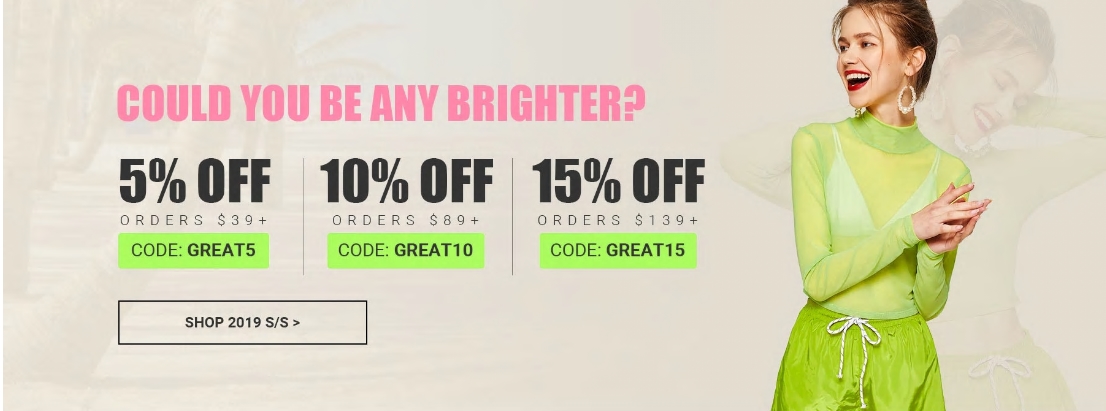 COULD YOU BE ANY BRIGHTER?
5% OFF
ORDERS $39+
CODE: GREAT5
10% OFF
ORDERS $89+
CODE: GREAT10
15% OFF
ORDERS $139+
CODE: GREAT15
SHOP 2019 S/S >